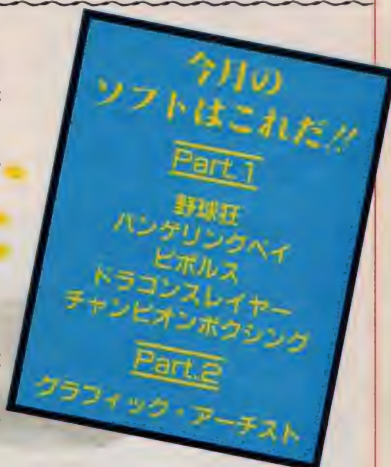 今月の
ソフトはこれだ!!
Part.1
野球狂
バンゲリングベイ
ピボルス
ドラゴンスレイヤー
チャンピオンボクシング
Part.2
グラフィック・アーチスト